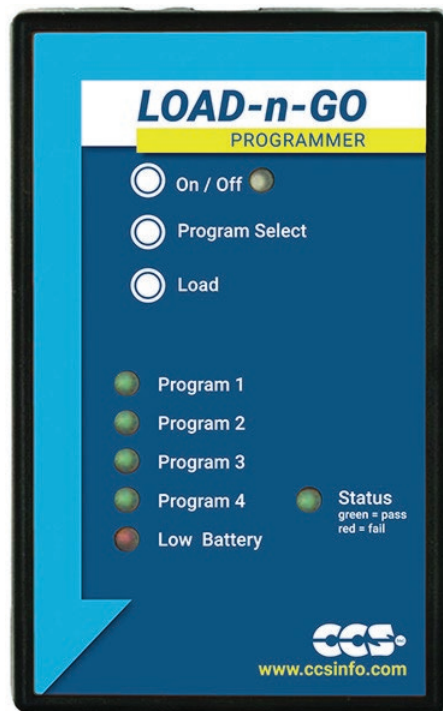 LOAD-n-GO
PROGRAMMER
On / Off
Program Select
Load
Program 1
Program 2
Program 3
Program 4
Low Battery
Status
green = pass
red = fail
CCS
www.ccsinfo.com